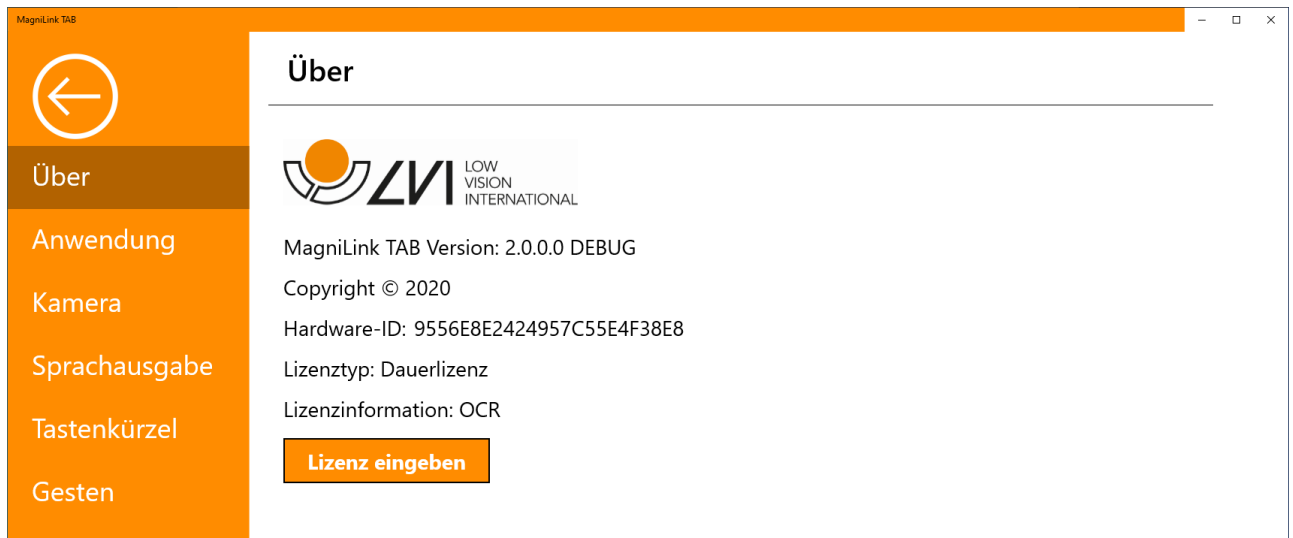 MagniLink TAB
Über
Anwendung
Kamera
Sprachausgabe
Tastenkürzel
Gesten
Über
LVI LOW
VISION
INTERNATIONAL
MagniLink TAB Version: 2.0.0.0 DEBUG
Copyright © 2020
Hardware-ID: 9556E8E2424957C55E4F38E8
Lizenztyp: Dauerlizenz
Lizenzinformation: OCR
Lizenz eingeben